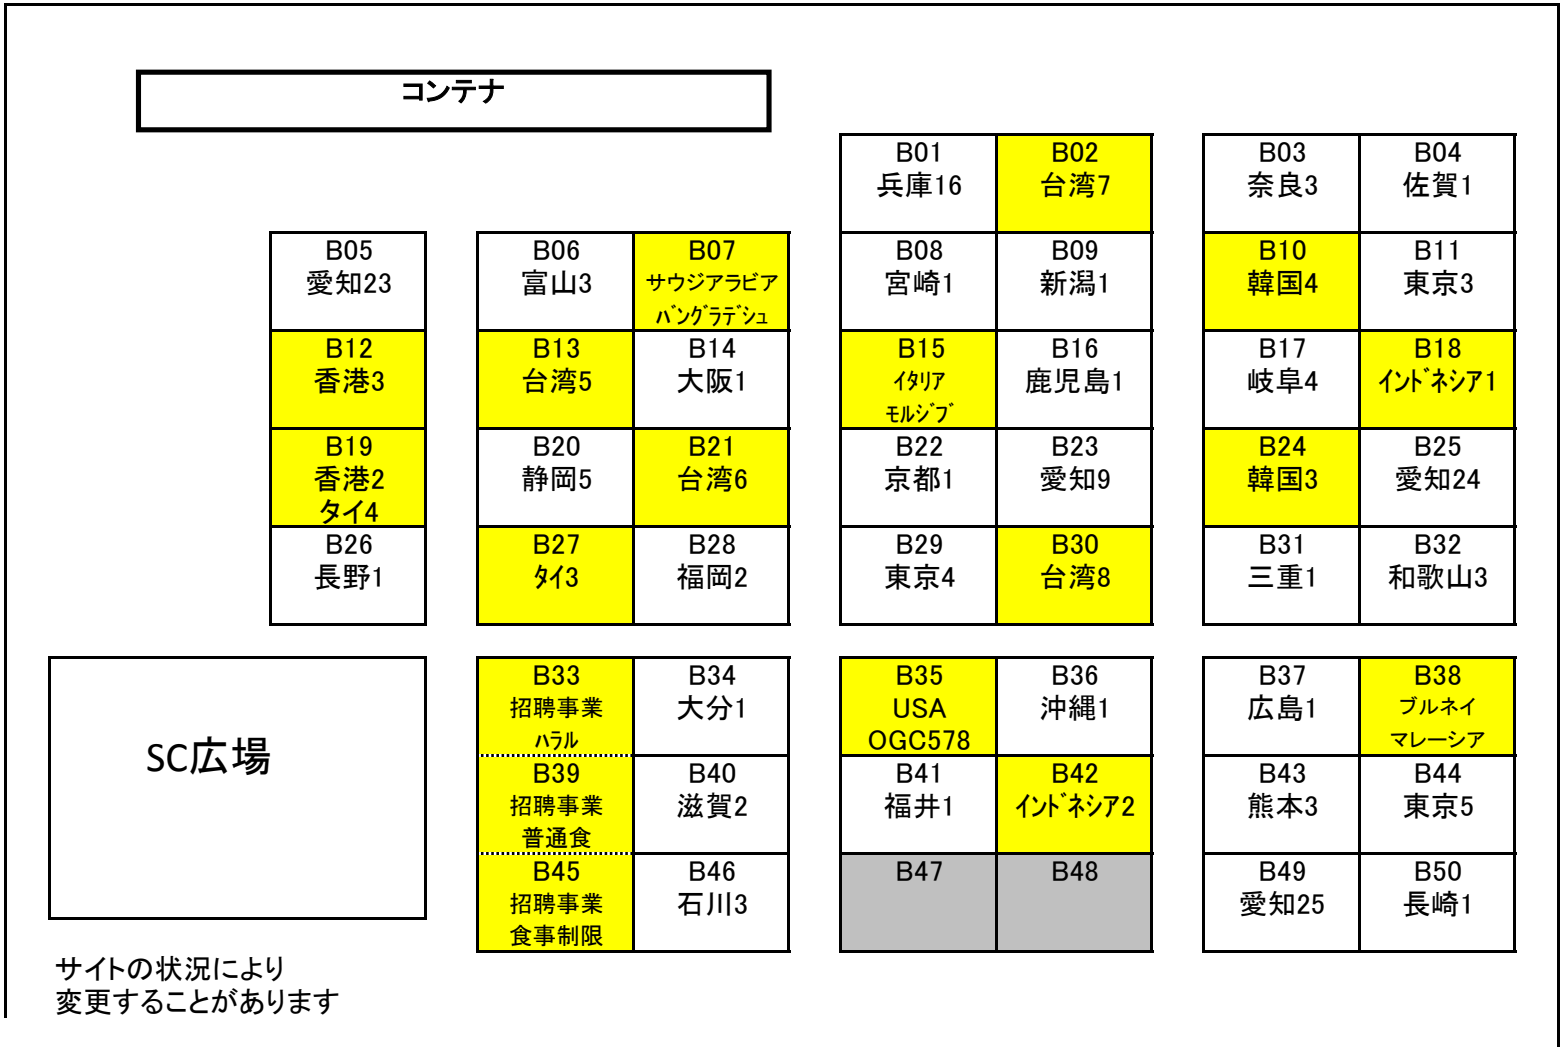 コンテナ
B01
兵庫16
B02
台湾7
B03
奈良3
B04
佐賀1
B05
愛知23
B06
富山3
B07
サウジアラビア
ﾊﾞﾝｸﾞﾗﾃﾞｼｭ
B08
宮崎1
B09
新潟1
B10
韓国4
B11
東京3
B12
香港3
B13
台湾5
B14
大阪1
B15
ｲﾀﾘｱ
ﾓﾙｼﾞﾌﾞ
B16
鹿児島1
B17
岐阜4
B18
ｲﾝﾄﾞﾈｼｱ1
B19
香港2
タイ4
B20
静岡5
B21
台湾6
B22
京都1
B23
愛知9
B24
韓国3
B25
愛知24
B26
長野1
B27
ﾀｲ3
B28
福岡2
B29
東京4
B30
台湾8
B31
三重1
B32
和歌山3
SC広場
B33
招聘事業
ﾊﾗﾙ
B34
大分1
B35
USA
OGC578
B36
沖縄1
B37
広島1
B38
ブルネイ
マレーシア
B39
招聘事業
普通食
B40
滋賀2
B41
福井1
B42
ｲﾝﾄﾞﾈｼｱ2
B43
熊本3
B44
東京5
B45
招聘事業
食事制限
B46
石川3
B47
B48
B49
愛知25
B50
長崎1
サイトの状況により
変更することがあります